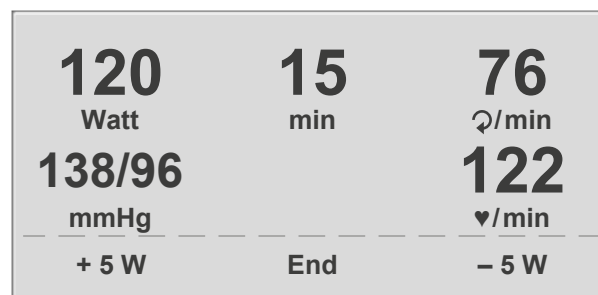 120 15 76
Watt min ⟳/min
138/96 122
mmHg ♥/min
+ 5 W End – 5 W